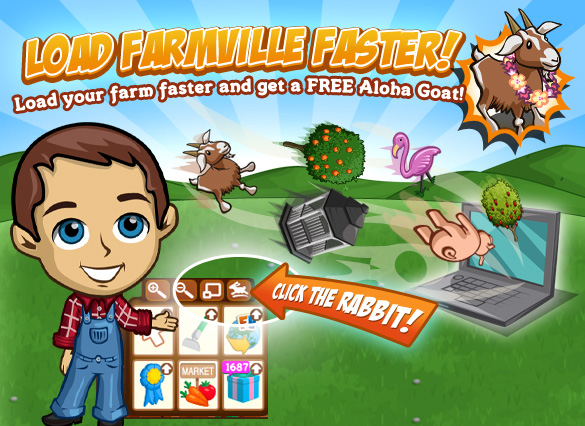 LOAD FARMVILLE FASTER!
Load your farm faster and get a FREE Aloha Goat!
CLICK THE RABBIT!
MARKET
1687